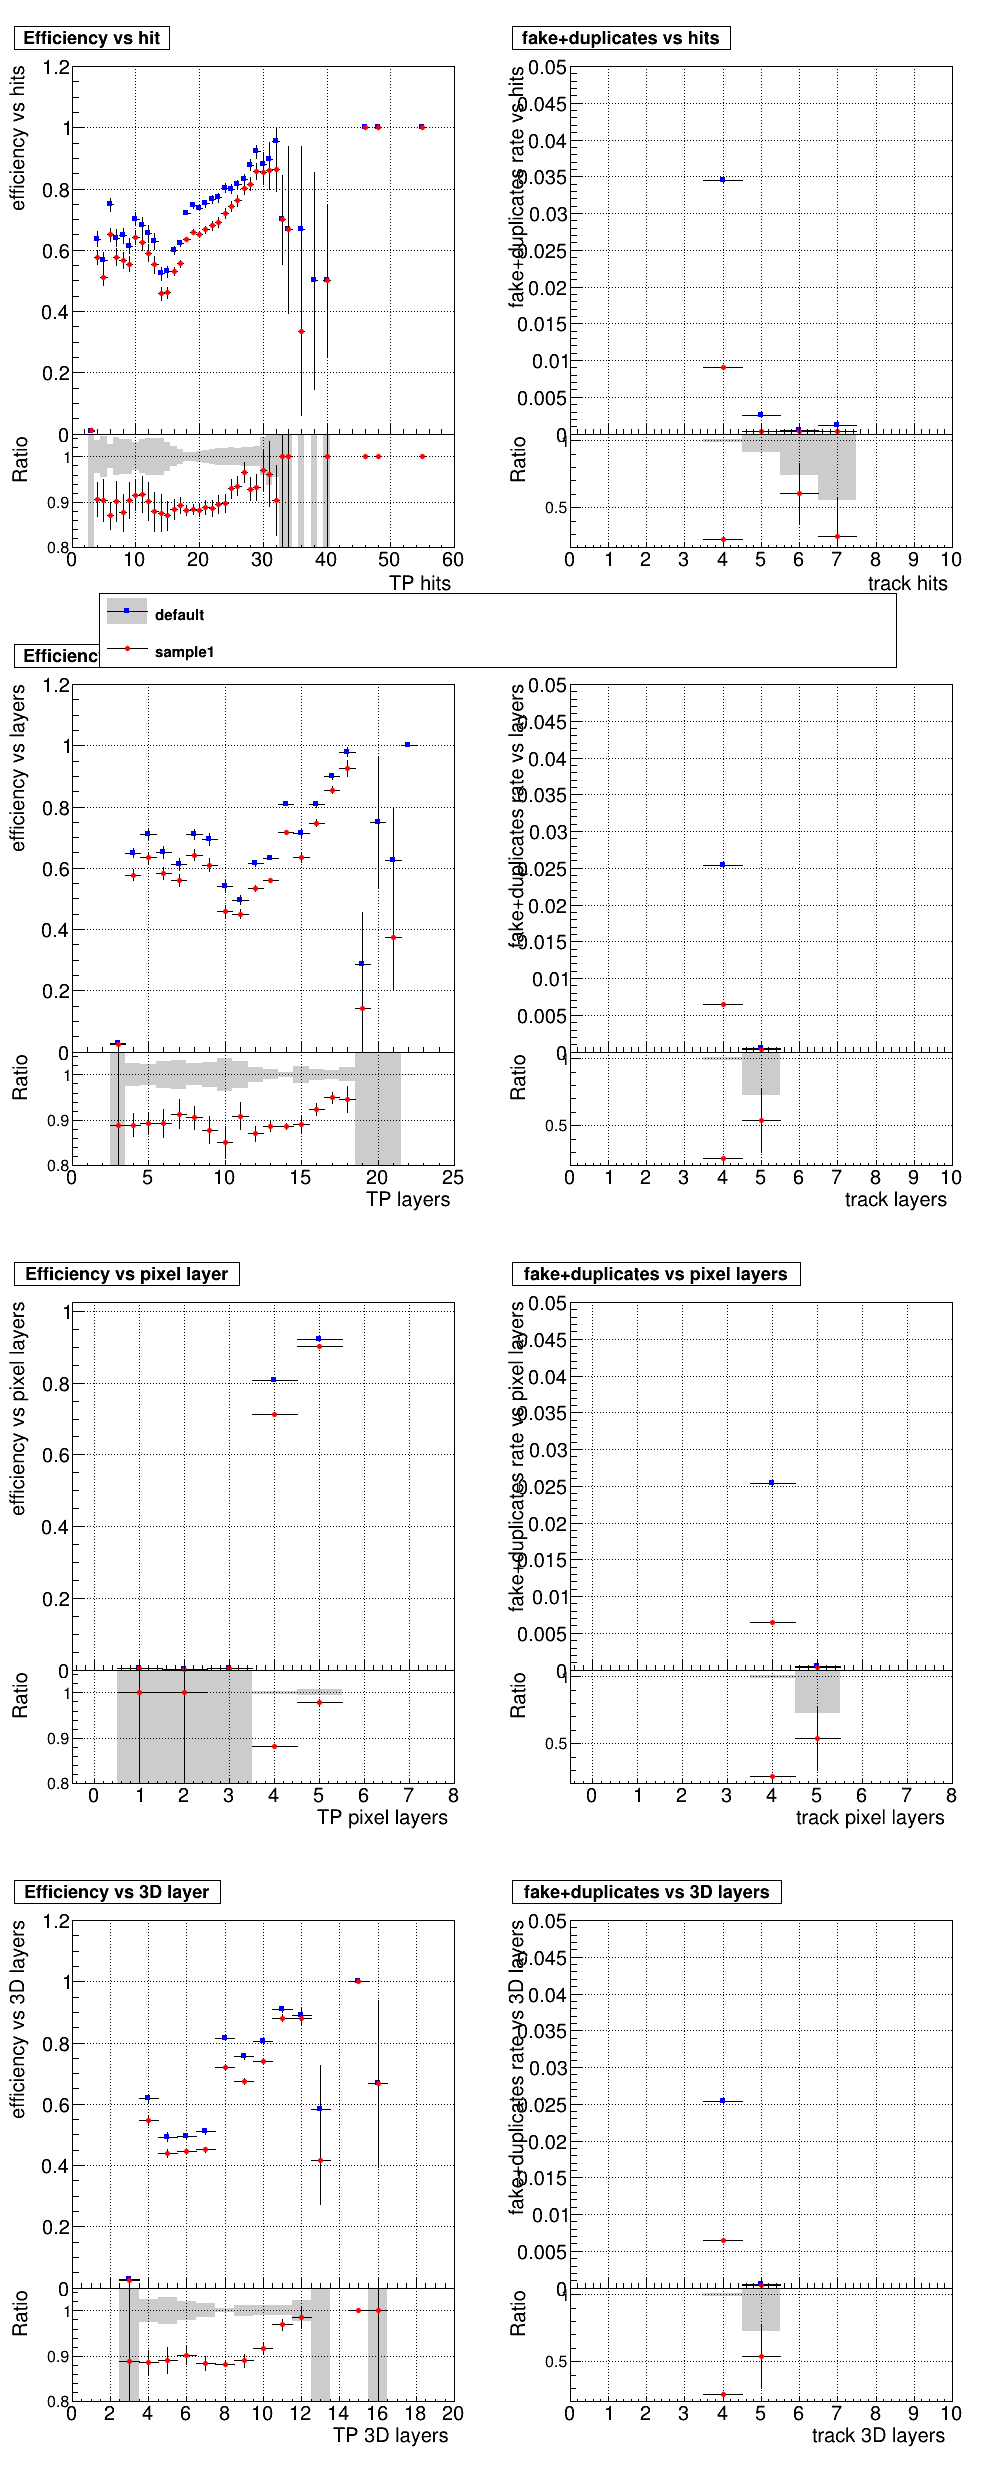 Efficiency vs hit
fake+duplicates vs hits
efficiency vs hits
1.2
1
0.8
0.6
0.4
0.2
0
Ratio
1
0.9
0.8
0 10 20 30 40 50 60
TP hits
fake+duplicates rate vs hits
0.05
0.045
0.04
0.035
0.03
0.025
0.02
0.015
0.01
0.005
0
Ratio
1
0.5
0 1 2 3 4 5 6 7 8 9 10
track hits
default
sample1
Efficienc
efficiency vs layers
1.2
1
0.8
0.6
0.4
0.2
0
Ratio
1
0.9
0.8
0 5 10 15 20 25
TP layers
fake+duplicates rate vs layers
0.05
0.045
0.04
0.035
0.03
0.025
0.02
0.015
0.01
0.005
0
Ratio
1
0.5
0 1 2 3 4 5 6 7 8 9 10
track layers
Efficiency vs pixel layer
fake+duplicates vs pixel layers
efficiency vs pixel layers
1
0.8
0.6
0.4
0.2
0
Ratio
1
0.9
0.8
0 1 2 3 4 5 6 7 8
TP pixel layers
fake+duplicates rate vs pixel layers
0.05
0.045
0.04
0.035
0.03
0.025
0.02
0.015
0.01
0.005
0
Ratio
1
0.5
0 1 2 3 4 5 6 7 8
track pixel layers
Efficiency vs 3D layer
fake+duplicates vs 3D layers
efficiency vs 3D layers
1.2
1
0.8
0.6
0.4
0.2
0
Ratio
1
0.9
0.8
0 2 4 6 8 10 12 14 16 18 20
TP 3D layers
fake+duplicates rate vs 3D layers
0.05
0.045
0.04
0.035
0.03
0.025
0.02
0.015
0.01
0.005
0
Ratio
1
0.5
0 1 2 3 4 5 6 7 8 9 10
track 3D layers